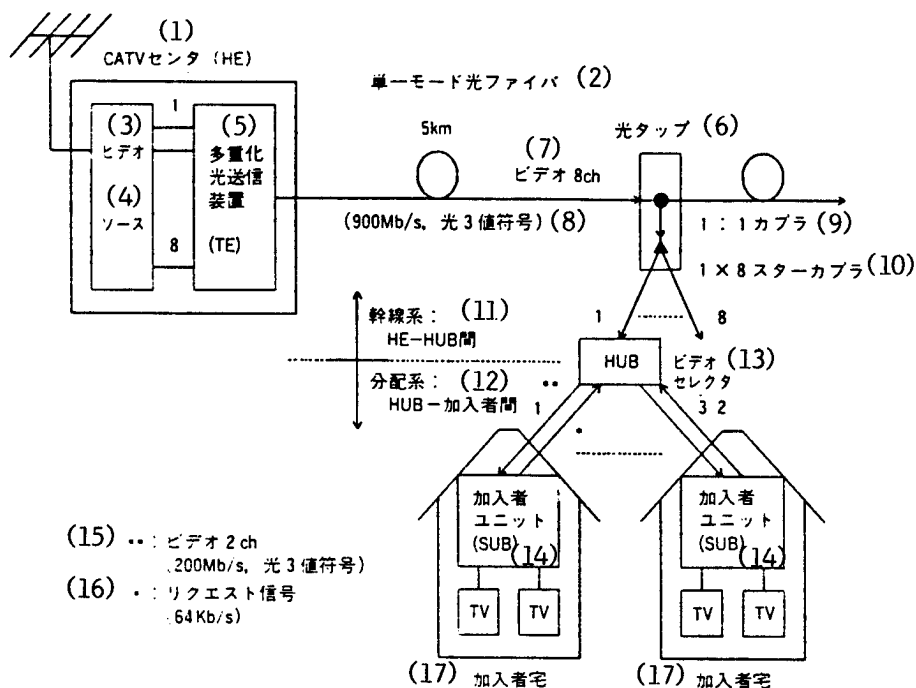 (1)
CATVセンタ (HE)
単一モード光ファイバ (2)
1
(3)
ビデオ
(4)
ソース
8
(5)
多重化
光送信
装置
(TE)
5km
(7)
ビデオ 8ch
(900Mb/s, 光3値符号) (8)
光タップ (6)
1:1カプラ (9)
1×8スターカプラ (10)
幹線系: (11)
HE-HUB間
分配系: (12)
HUB-加入者間
1 8
HUB
ビデオ (13)
セレクタ
••
1
•
32
加入者
ユニット
(SUB) (14)
TV TV
加入者
ユニット
(SUB) (14)
TV TV
(15) ••: ビデオ2ch
200Mb/s, 光3値符号)
(16) •: リクエスト信号
64Kb/s)
(17) 加入者宅
(17) 加入者宅